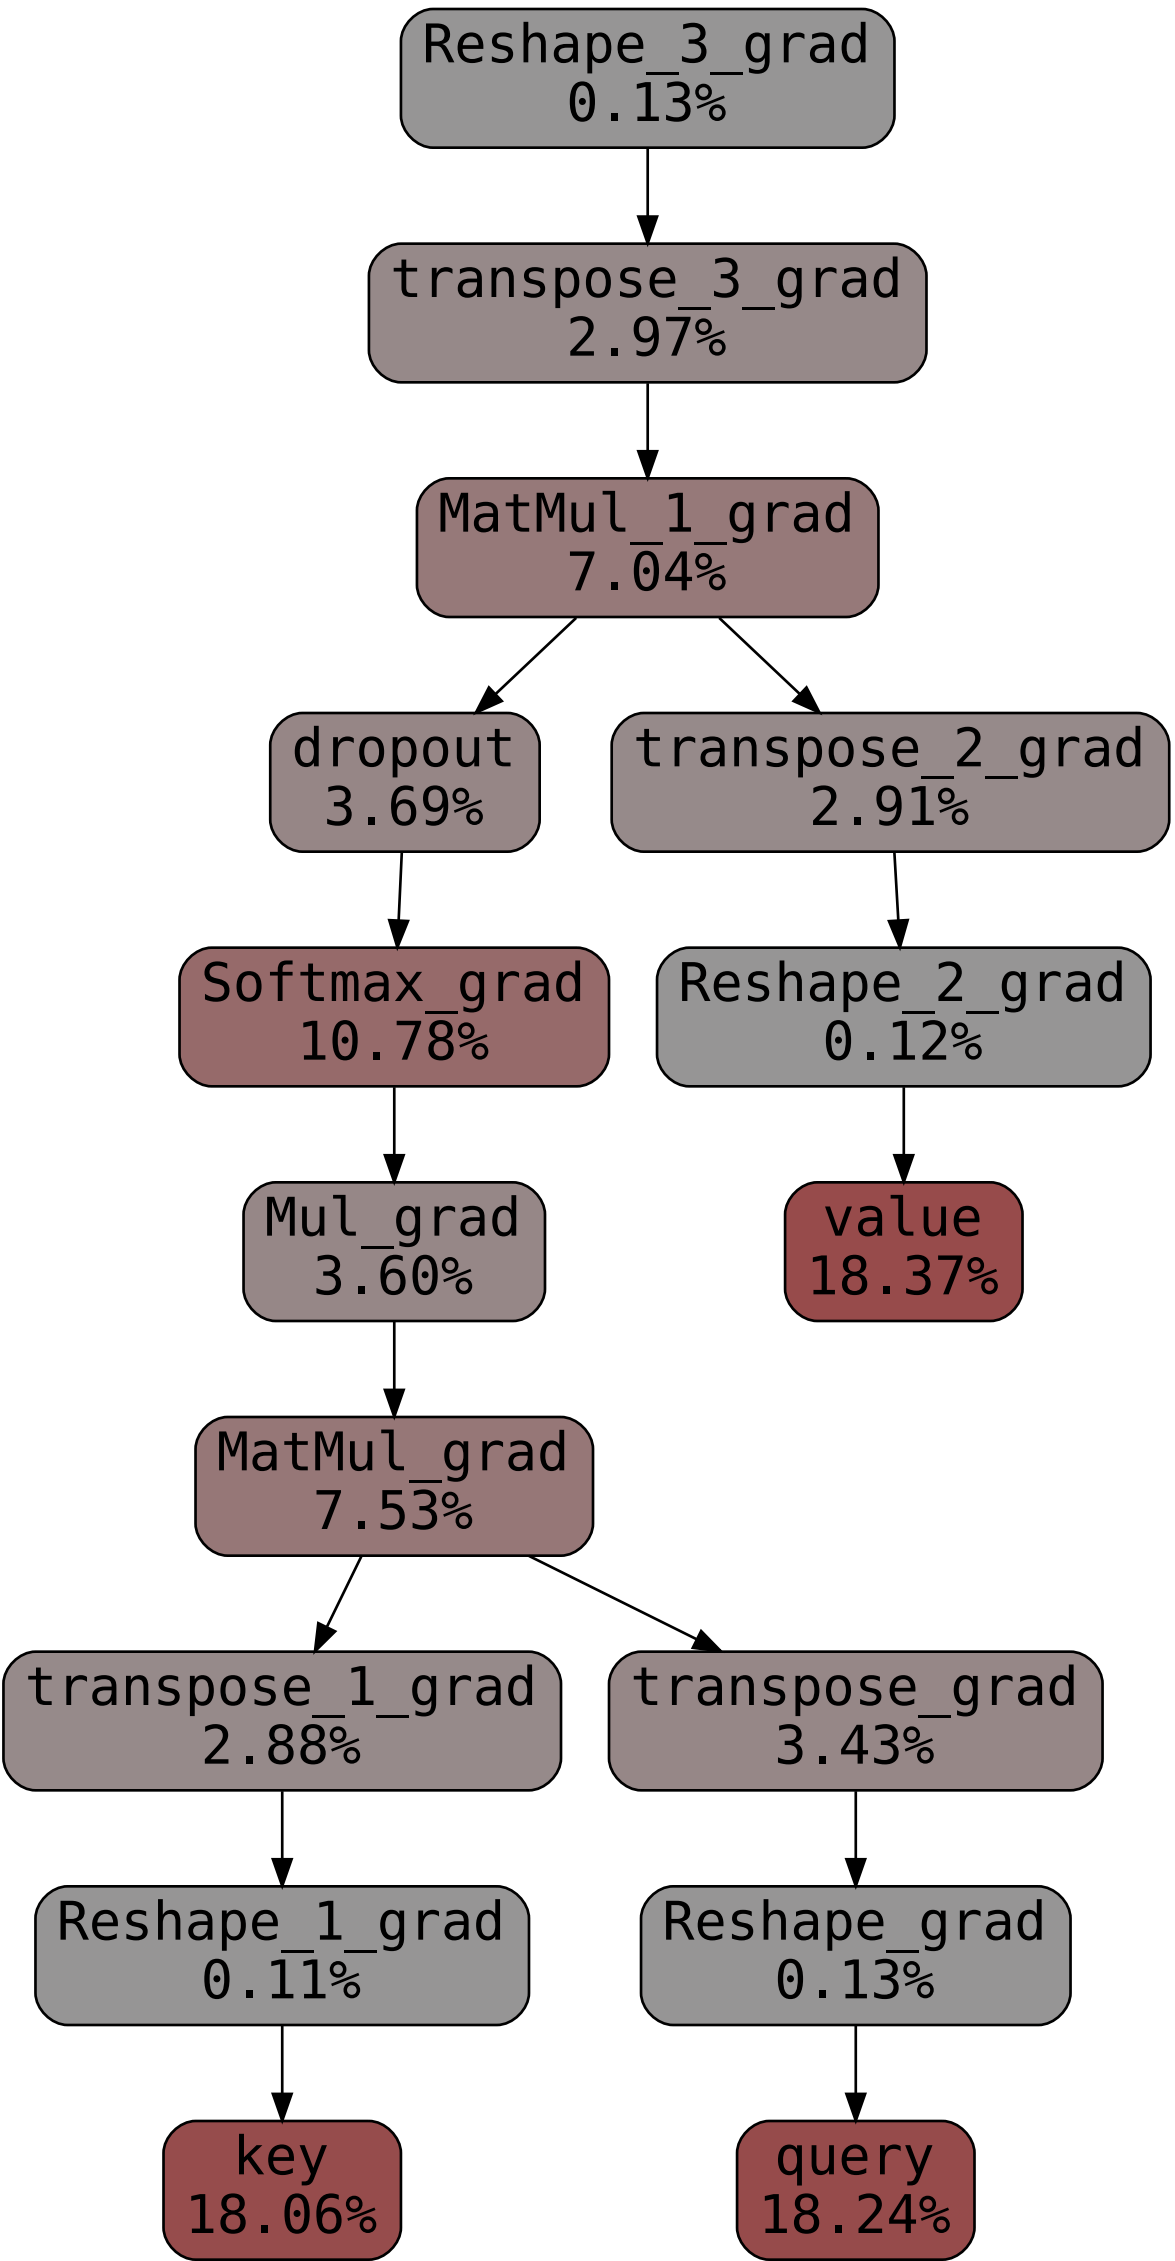 Reshape_3_grad
0.13%
transpose_3_grad
2.97%
MatMul_1_grad
7.04%
dropout
3.69%
transpose_2_grad
2.91%
Softmax_grad
10.78%
Reshape_2_grad
0.12%
Mul_grad
3.60%
value
18.37%
MatMul_grad
7.53%
transpose_1_grad
2.88%
transpose_grad
3.43%
Reshape_1_grad
0.11%
Reshape_grad
0.13%
key
18.06%
query
18.24%